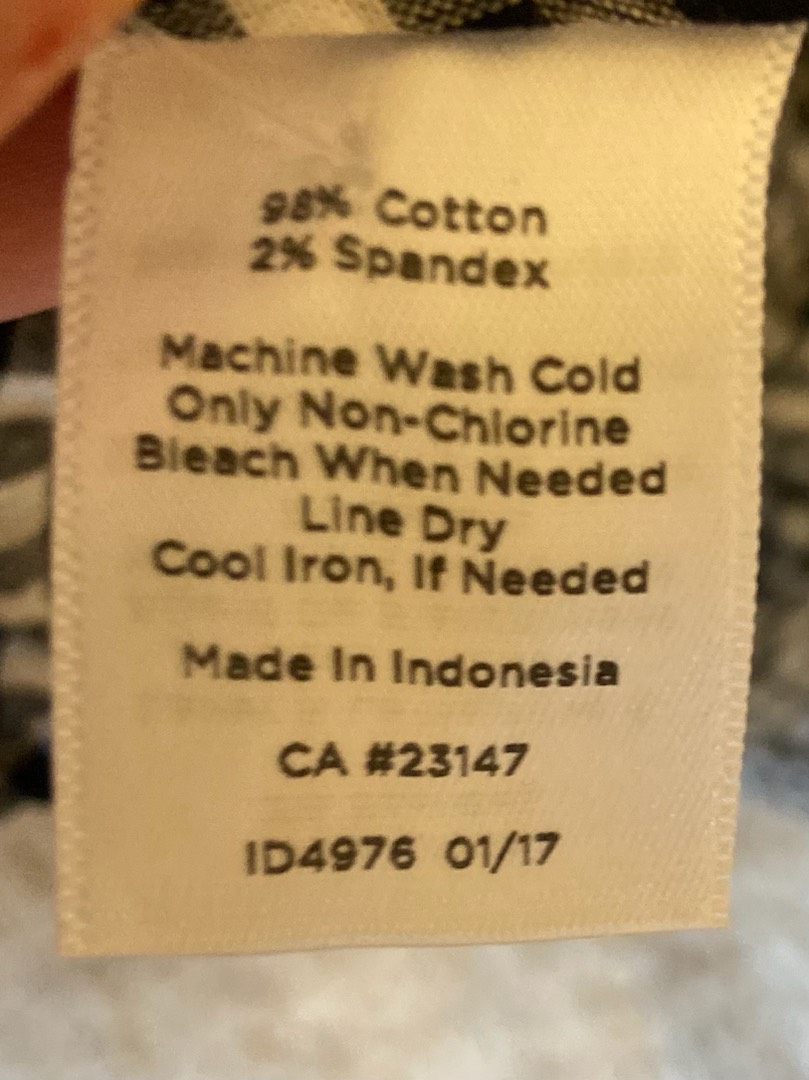 98% Cotton
2% Spandex
Machine Wash Cold
Only Non-Chlorine
Bleach When Needed
Line Dry
Cool Iron, If Needed
Made In Indonesia
CA #23147
ID4976 01/17